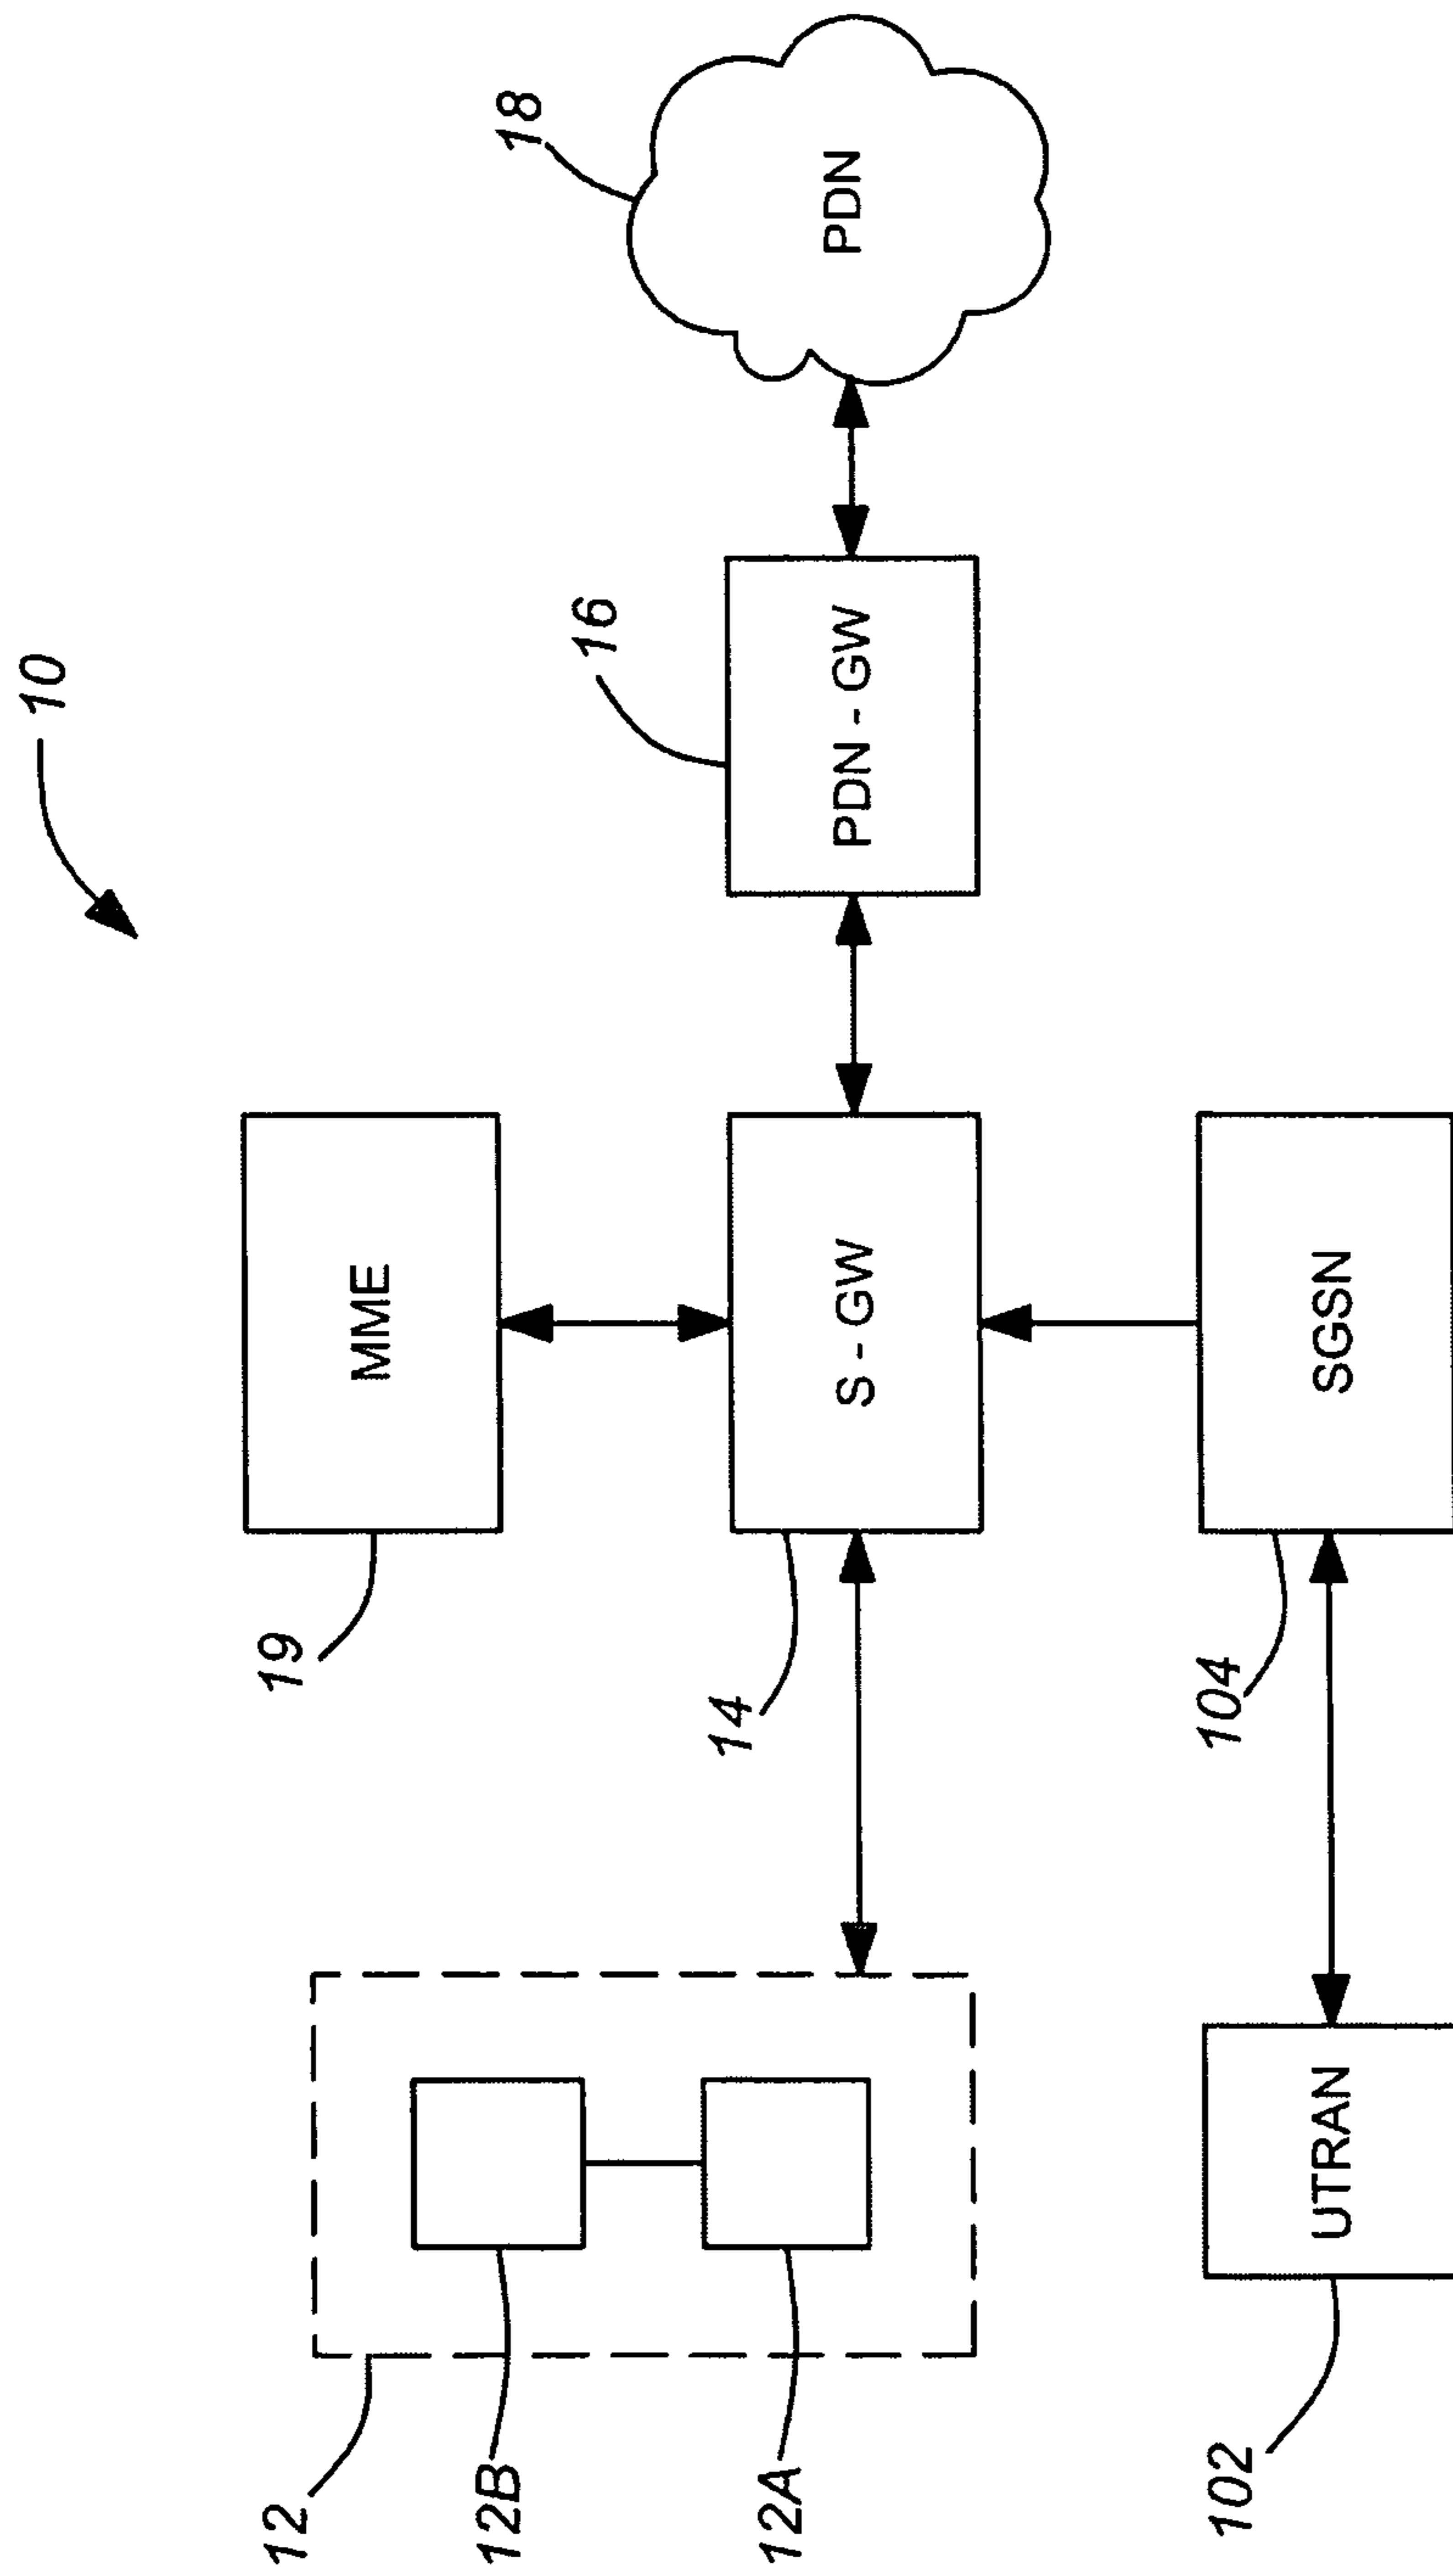 10
19
MME
18
PDN
16
PDN - GW
14
S - GW
12
12B
12A
104
SGSN
102
UTRAN